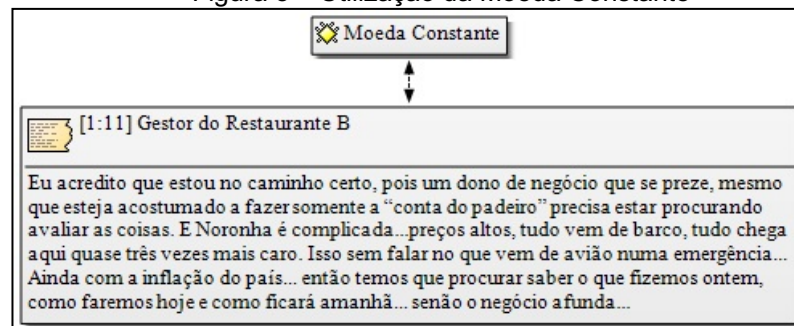 Figura – Utilização da Moeda Constante
Moeda Constante
[1:11] Gestor do Restaurante B
Eu acredito que estou no caminho certo, pois um dono de negócio que se preze, mesmo
que esteja acostumado a fazer somente a “conta do padeiro” precisa estar procurando
avaliar as coisas. E Noronha é complicada...preços altos, tudo vem de barco, tudo chega
aqui quase três vezes mais caro. Isso sem falar no que vem de avião numa emergência...
Ainda com a inflação do país... então temos que procurar saber o que fizemos ontem,
como faremos hoje e como ficará amanhã... senão o negócio afunda...